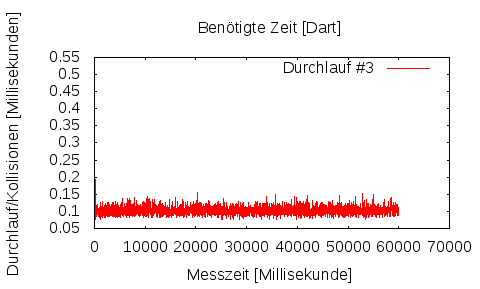 Benötigte Zeit [Dart]
Durchlauf #3
Durchlauf/Kollisionen [Millisekunden]
0.55
0.5
0.45
0.4
0.35
0.3
0.25
0.2
0.15
0.1
0.05
0 10000 20000 30000 40000 50000 60000 70000
Messzeit [Millisekunde]